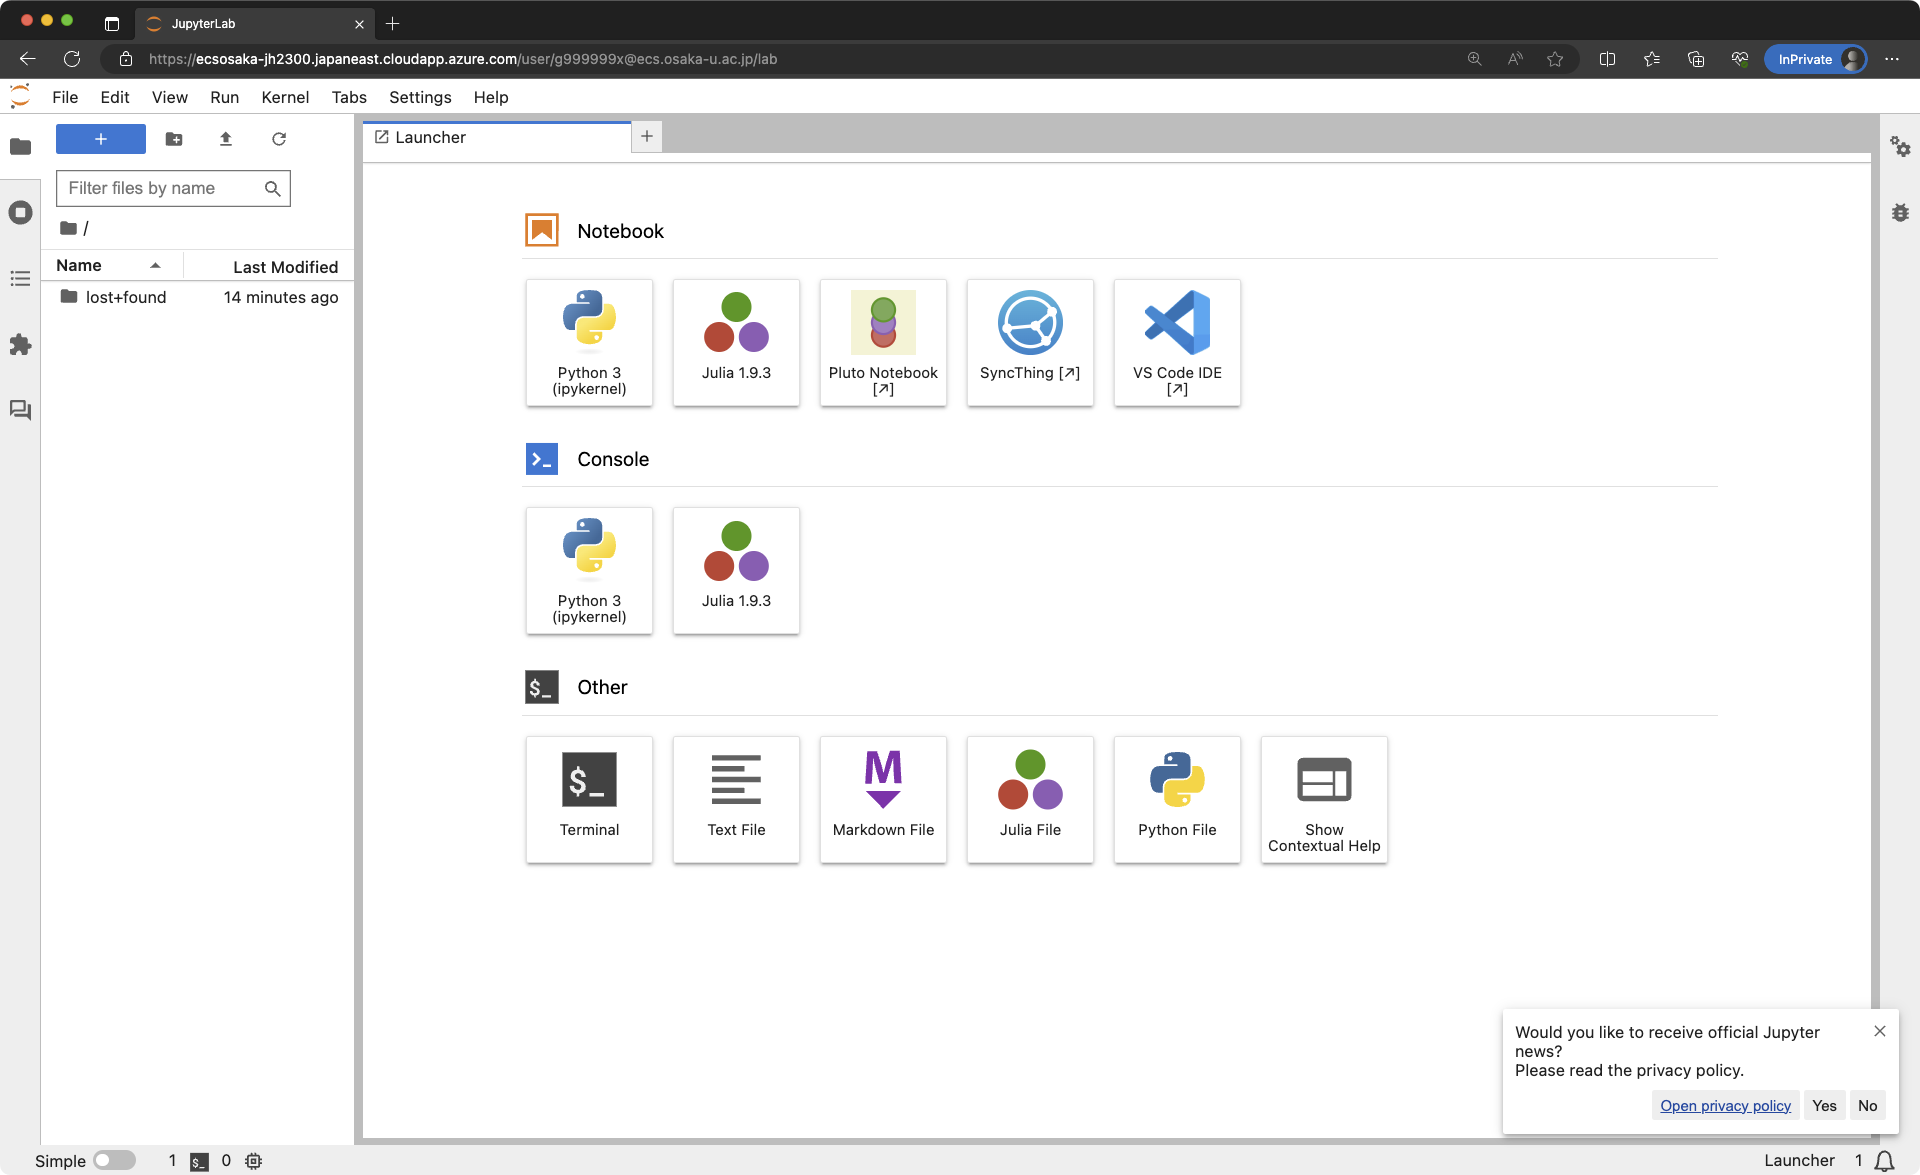 JupyterLab
https://ecsosaka-jh2300.japaneast.cloudapp.azure.com/user/g999999x@ecs.osaka-u.ac.jp/lab
InPrivate
File Edit View Run Kernel Tabs Settings Help
Launcher
Filter files by name
/
Name Last Modified
lost+found 14 minutes ago
Notebook
Python 3
(ipykernel)
Julia 1.9.3
Pluto Notebook
[↗]
SyncThing [↗]
VS Code IDE
[↗]
Console
Python 3
(ipykernel)
Julia 1.9.3
$_ Other
$_
Terminal
Text File
M
Markdown File
Julia File
Python File
Show
Contextual Help
Would you like to receive official Jupyter
news?
Please read the privacy policy.
Open privacy policy Yes No
Simple 1 $_ 0 Launcher 1